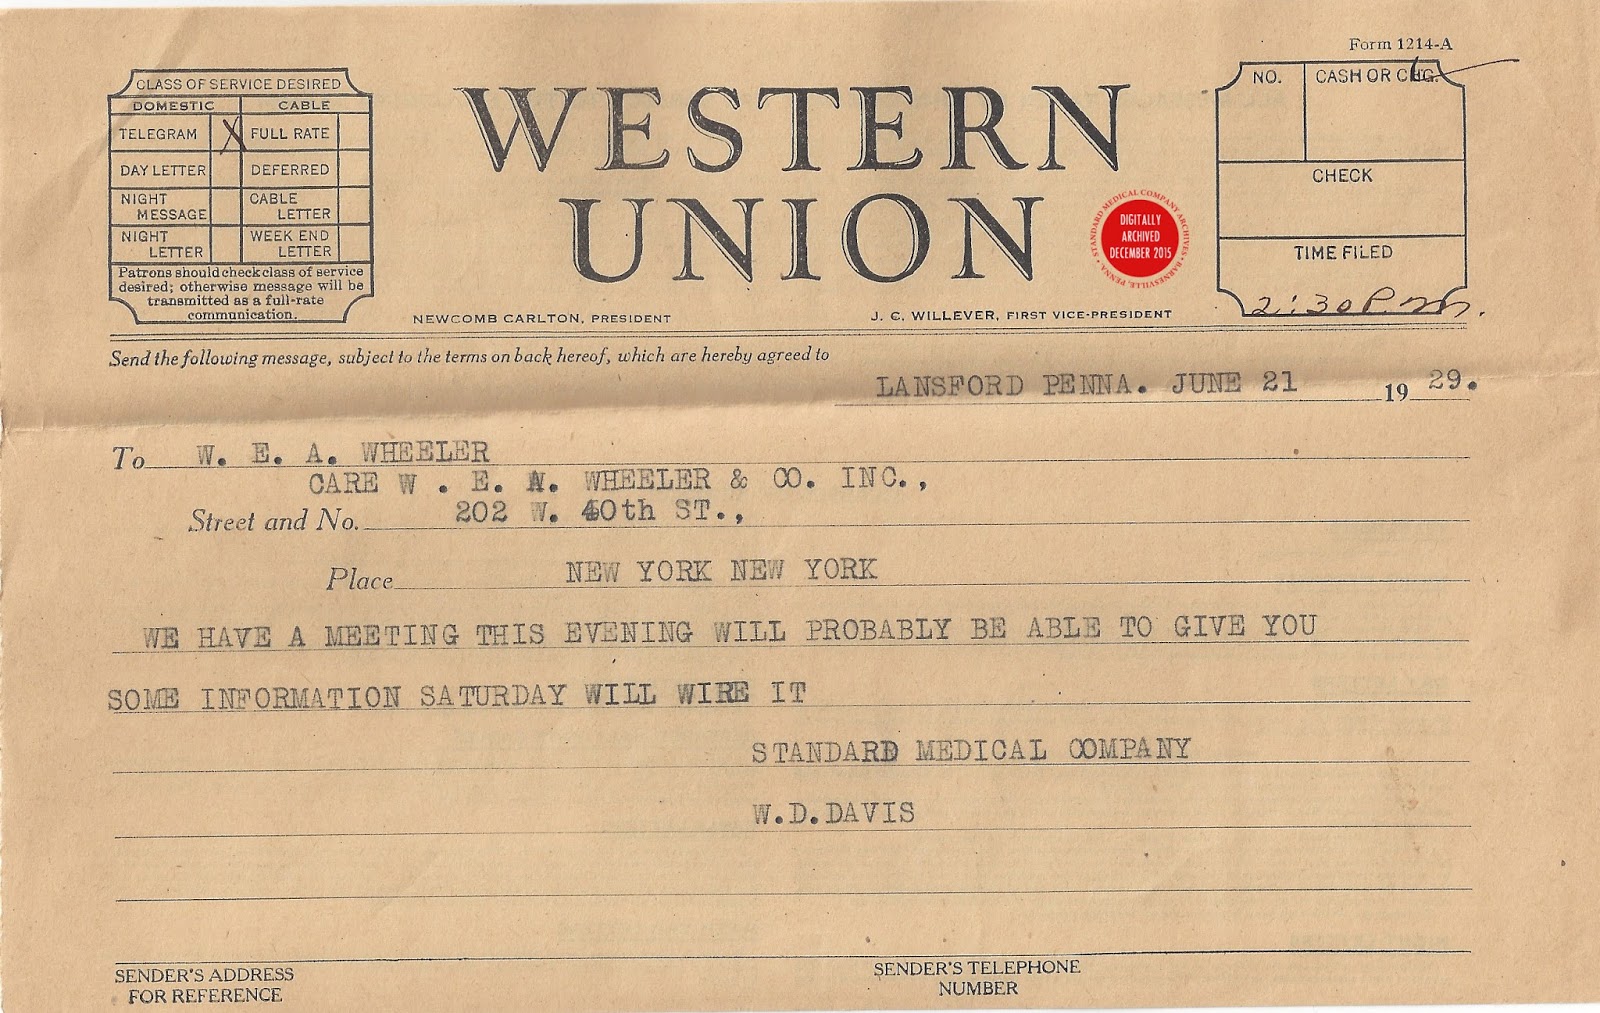 Form 1214-A
CLASS OF SERVICE DESIRED
DOMESTIC CABLE
TELEGRAM X FULL RATE
DAY LETTER DEFERRED
NIGHT MESSAGE CABLE LETTER
NIGHT LETTER WEEK END LETTER
Patrons should check class of service
desired; otherwise message will be
transmitted as a full-rate
communication.
WESTERN
UNION
NEWCOMB CARLTON, PRESIDENT
J. C. WILLEVER, FIRST VICE-PRESIDENT
STANDARD MEDICAL COMPANY ARCHIVES • BARNESVILLE, PENNA. •
DIGITALLY
ARCHIVED
DECEMBER 2015
NO. CASH OR CHG.
CHECK
TIME FILED
2:30 P.m.
Send the following message, subject to the terms on back hereof, which are hereby agreed to
LANSFORD PENNA. JUNE 21 1929.
To W. E. A. WHEELER
CARE W . E. A. WHEELER & CO. INC.,
Street and No. 202 W. 40th ST.,
Place NEW YORK NEW YORK
WE HAVE A MEETING THIS EVENING WILL PROBABLY BE ABLE TO GIVE YOU
SOME INFORMATION SATURDAY WILL WIRE IT
STANDARD MEDICAL COMPANY
W.D.DAVIS
SENDER'S ADDRESS
FOR REFERENCE
SENDER'S TELEPHONE
NUMBER